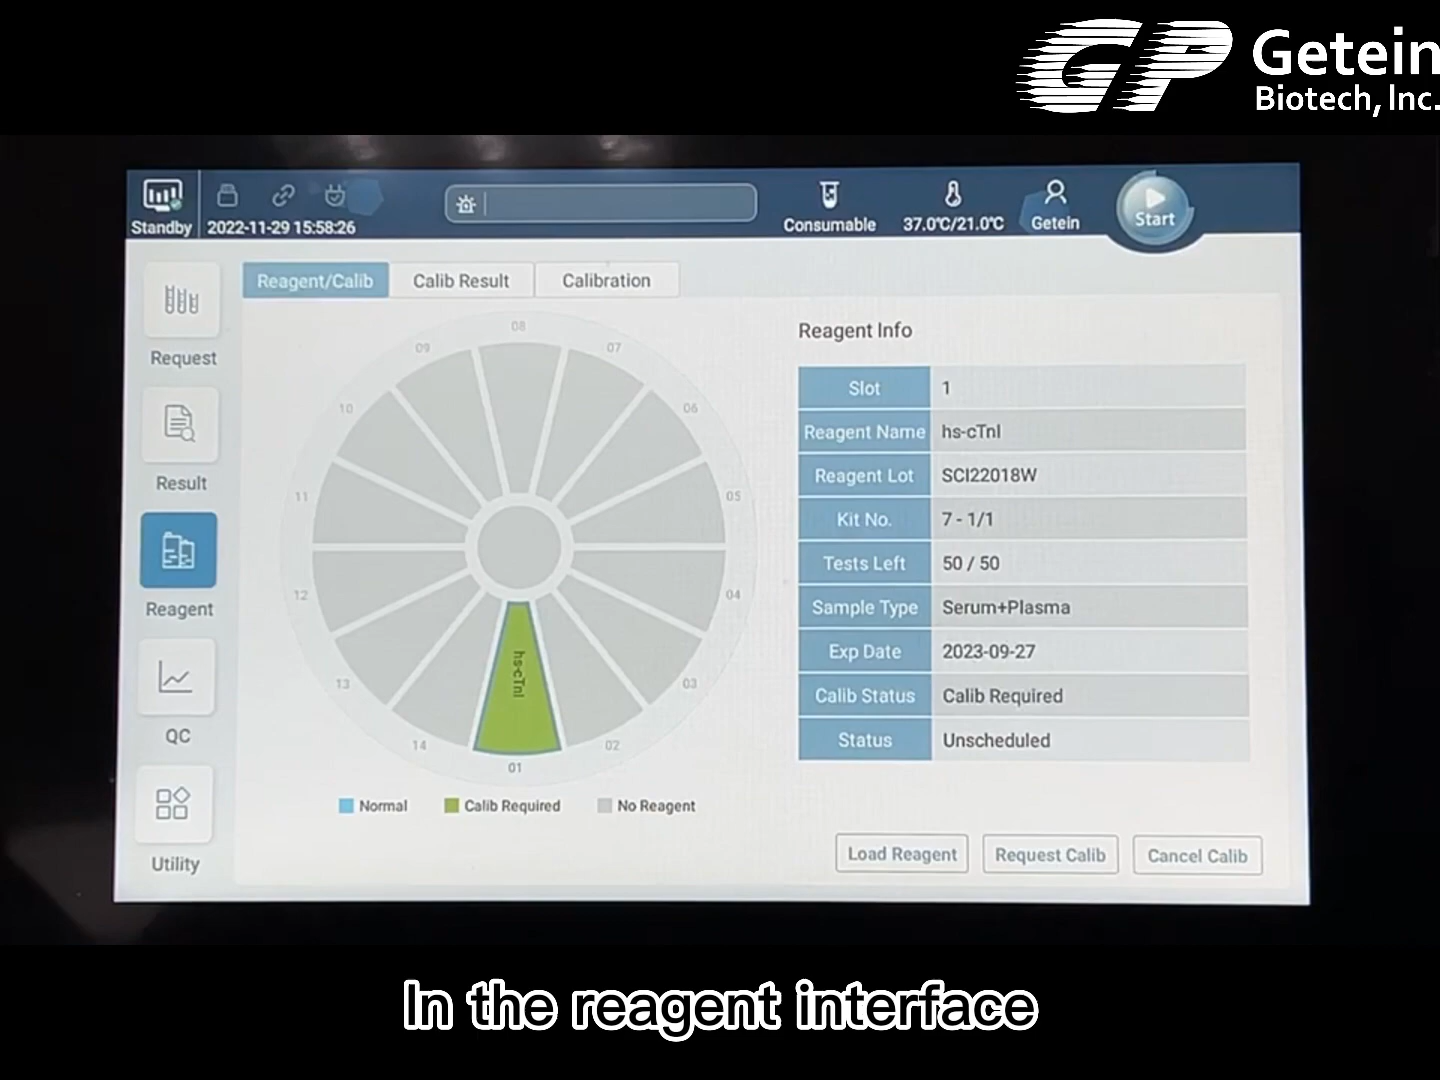 Getein
Biotech, Inc.
Standby
2022-11-29 15:58:26
Consumable
37.0℃/21.0℃
Getein
Start
Request
Result
Reagent
QC
Utility
Reagent/Calib
Calib Result
Calibration
08
09
07
10
06
11
05
12
04
13
03
14
02
01
hs-cTnI
Normal
Calib Required
No Reagent
Reagent Info
Slot 1
Reagent Name hs-cTnI
Reagent Lot SCI22018W
Kit No. 7 - 1/1
Tests Left 50 / 50
Sample Type Serum+Plasma
Exp Date 2023-09-27
Calib Status Calib Required
Status Unscheduled
Load Reagent
Request Calib
Cancel Calib
In the reagent interface